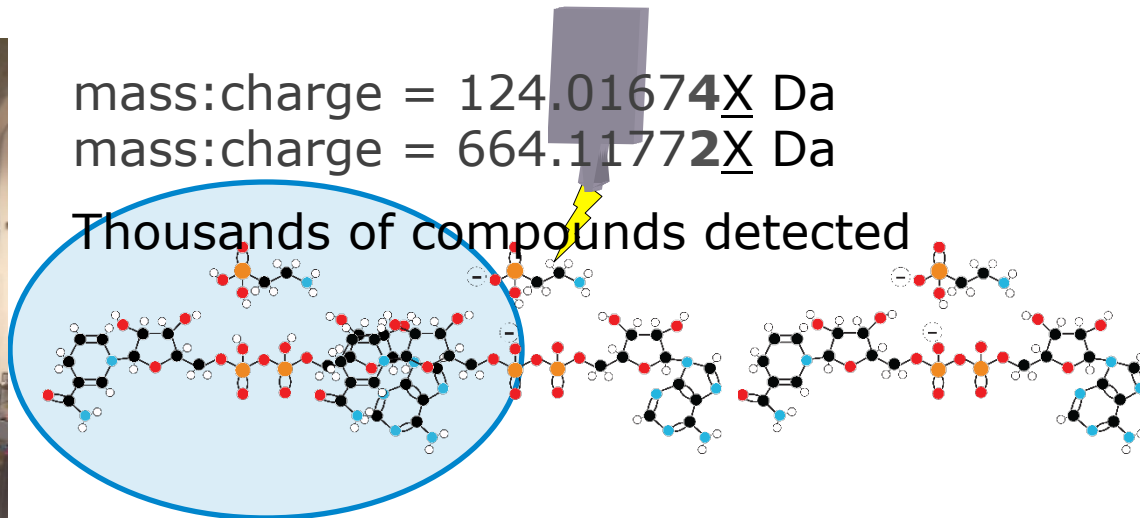 mass:charge = 124.01674X Da
mass:charge = 664.11772X Da
Thousands of compounds detected